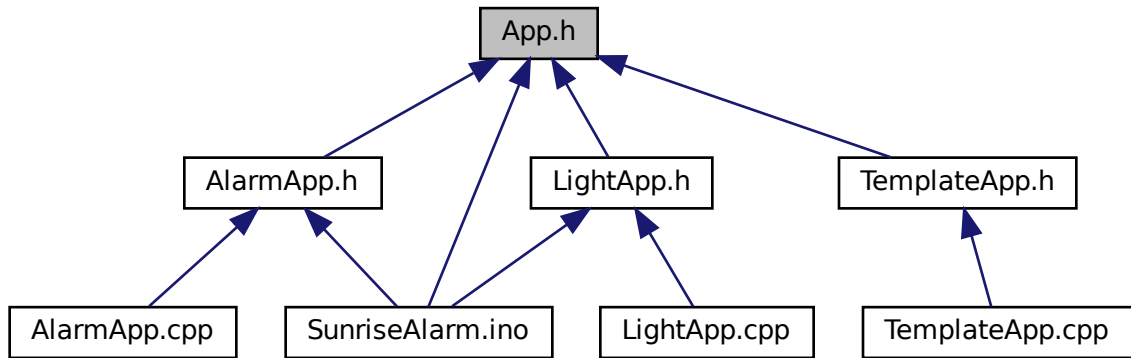 App.h
AlarmApp.h
LightApp.h
TemplateApp.h
AlarmApp.cpp
SunriseAlarm.ino
LightApp.cpp
TemplateApp.cpp